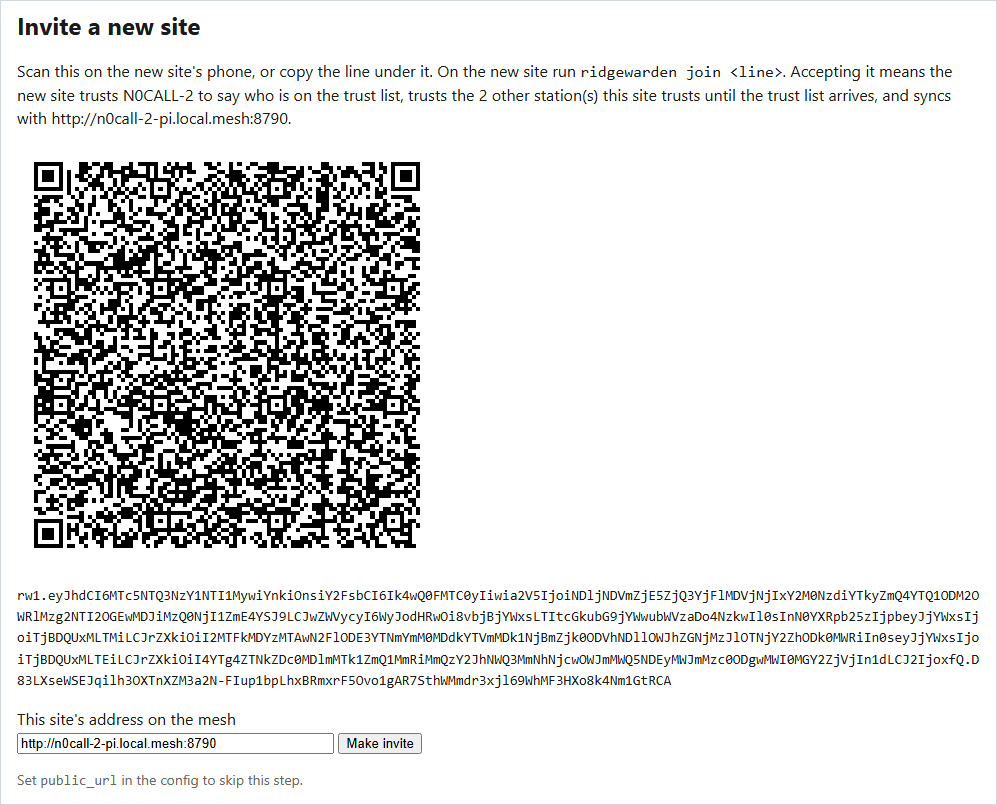 Invite a new site
Scan this on the new site's phone, or copy the line under it. On the new site run ridgewarden join <line>. Accepting it means the
new site trusts N0CALL-2 to say who is on the trust list, trusts the 2 other station(s) this site trusts until the trust list arrives, and syncs
with http://n0call-2-pi.local.mesh:8790.
rw1.eyJhdCI6MTc5NTQ3NzY1NTI1MywiYnkiOnsiY2FsbCI6Ik4wQ0FMTC0yIiwia2V5IjoiNDljNDVmZjE5ZjQ3YjFlMDVjNjIxY2M0NzdiYTkyZmQ4YTQ1ODM2O
WRlMzg2NTI2OGEwMDJiMzQ0NjI1ZmE4YSJ9LCJwZWVycyI6WyJodHRwOi8vbjBjYWxsLTItcGkubG9jYWwubWVzaDo4NzkwIl0sInN0YXRpb25zIjpbeyJjYWxsIj
oiTjBDQUxMLTMiLCJrZXkiOiI2MTFkMDYzMTAwN2FlODE3YTNmYmM0MDdkYTVmMDk1NjBmZjk0ODVhNDllOWJhZGNjMzJlOTNjY2ZhODk0MWRiIn0seyJjYWxsIjo
iTjBDQUxMLTEiLCJrZXkiOiI4YTg4ZTNkZDc0MDlmMTk1ZmQ1MmRiMmQzY2JhNWQ3MmNhNjcwOWJmMWQ5NDEyMWJmMzc0ODgwMWI0MGY2ZjVjIn1dLCJ2IjoxfQ.D
83LXseWSEJqilh3OXTnXZM3a2N-FIup1bpLhxBRmxrF5Ovo1gAR7SthWMmdr3xjl69WhMF3HXo8k4Nm1GtRCA
This site's address on the mesh
http://n0call-2-pi.local.mesh:8790 Make invite
Set public_url in the config to skip this step.